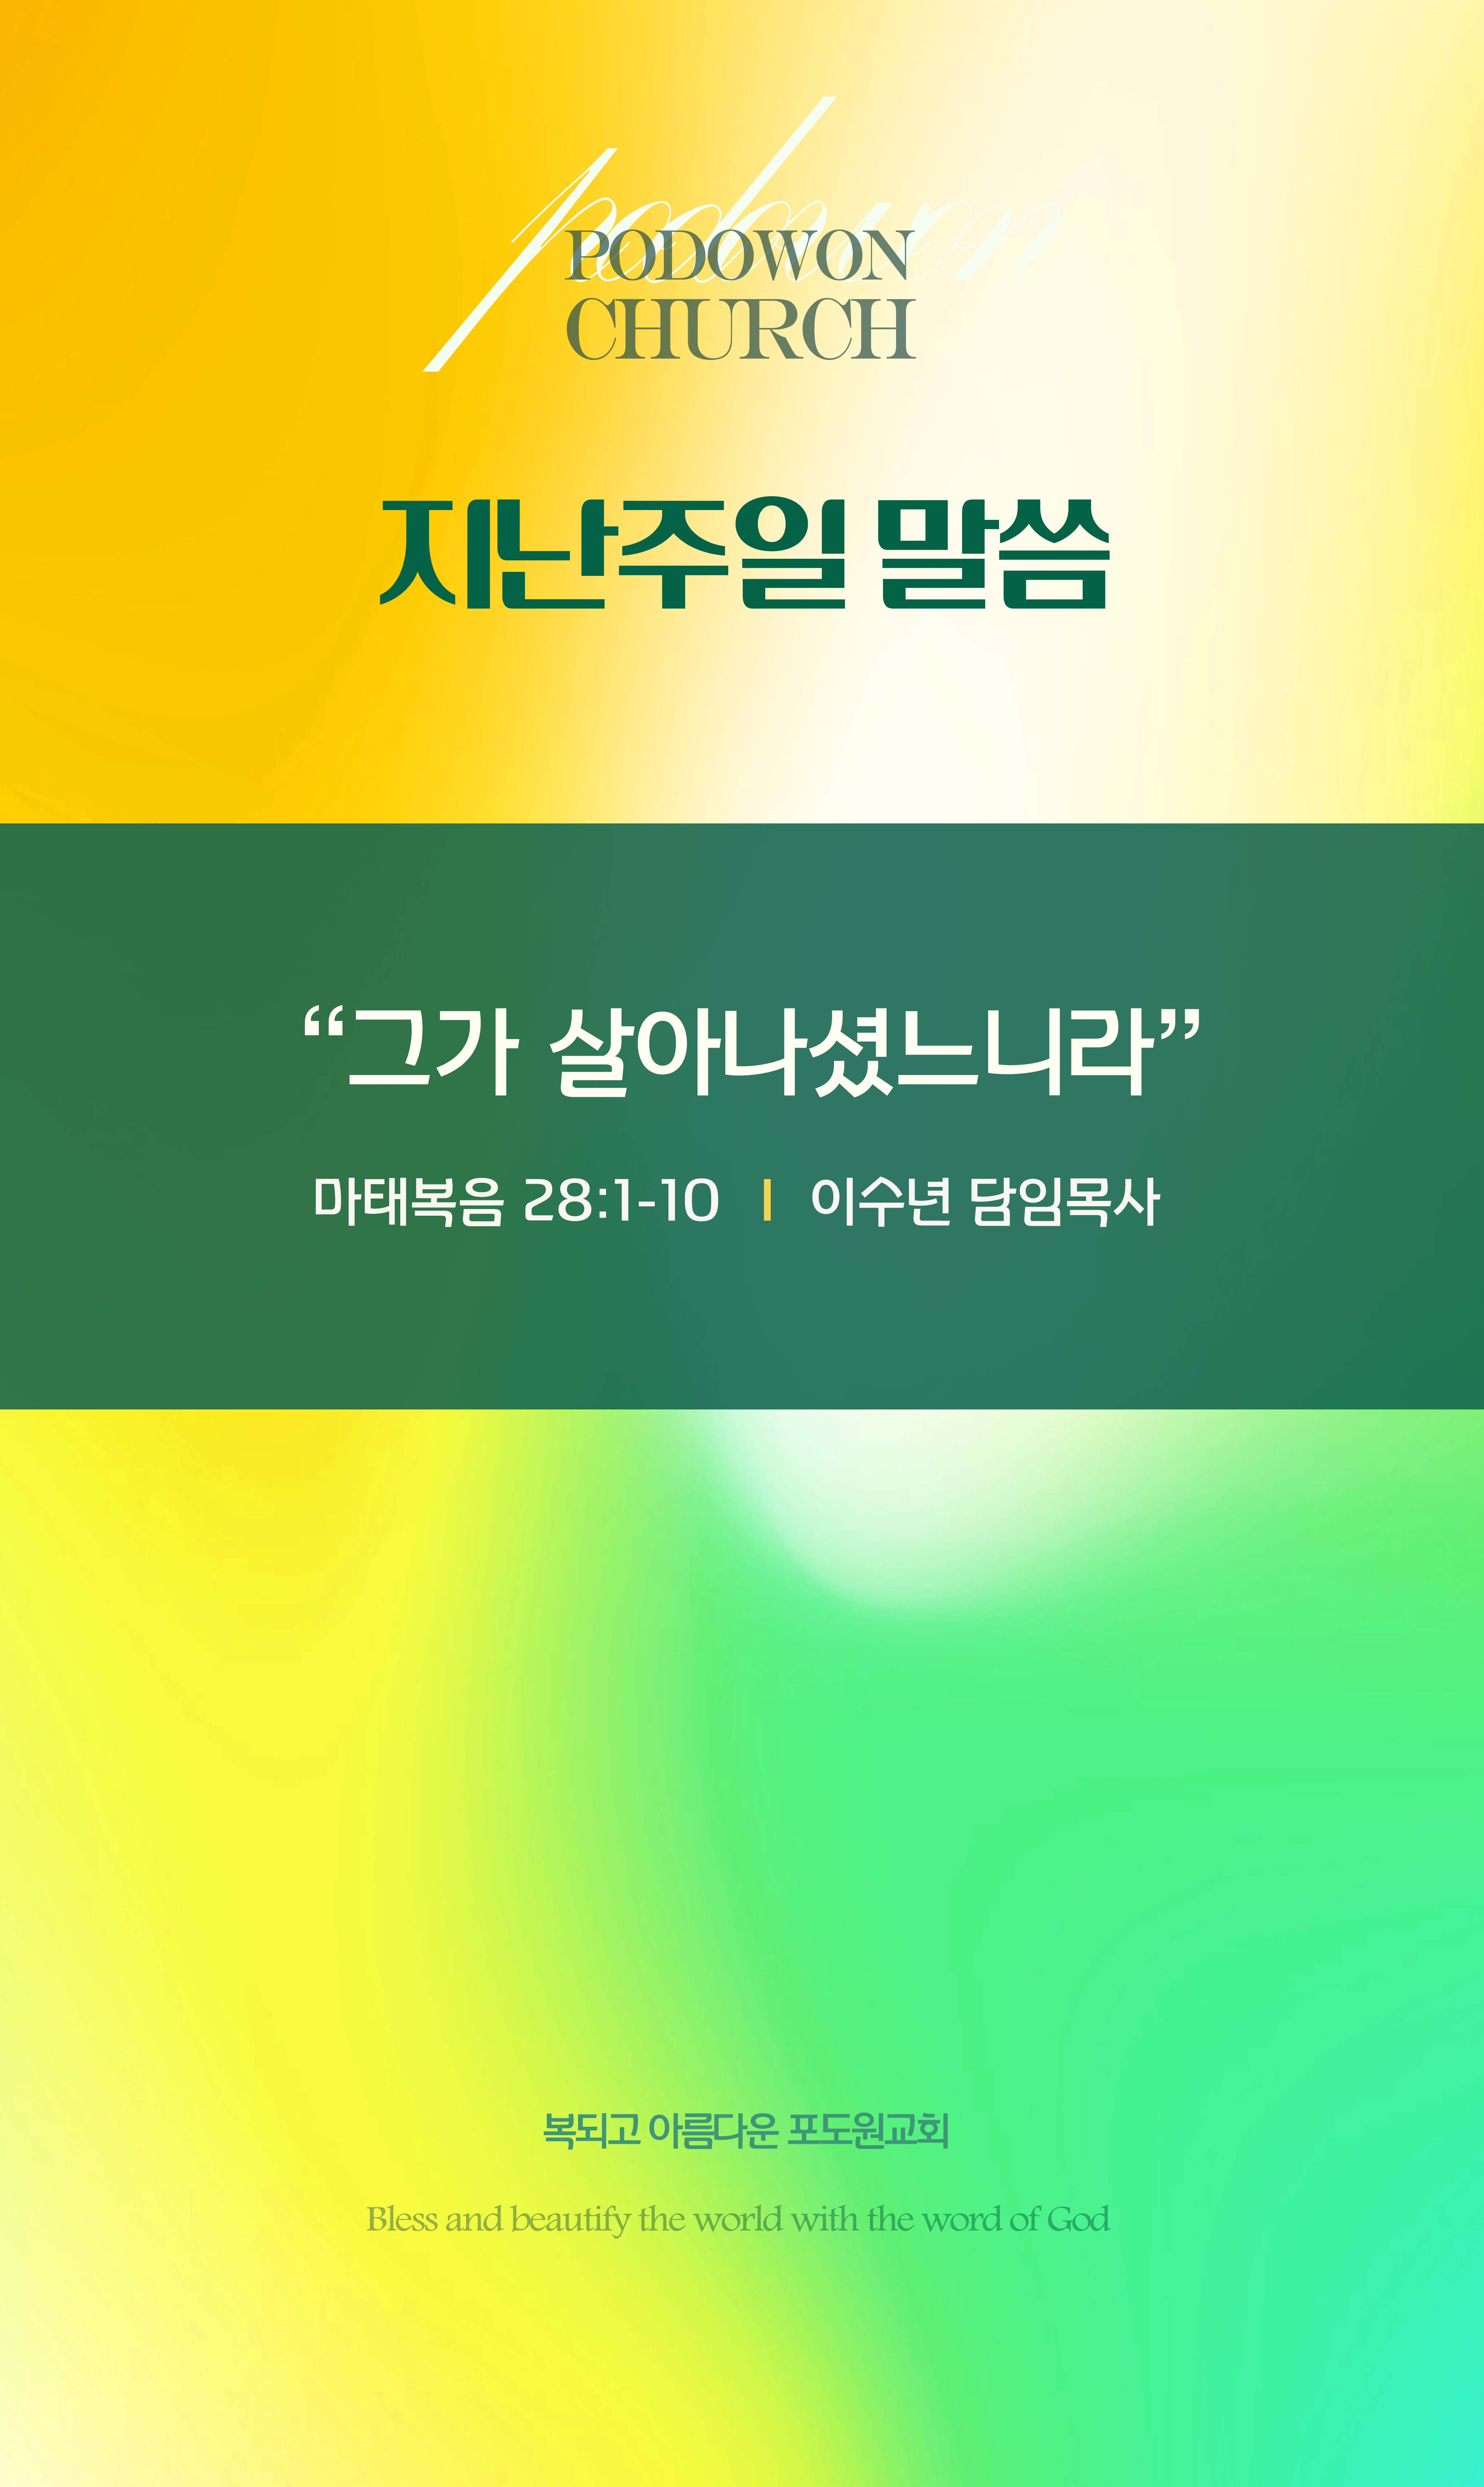 podowon
PODOWON
CHURCH
지난주일 말씀
“그가 살아나셨느니라”
마태복음 28:1-10 | 이수년 담임목사
복되고 아름다운 포도원교회
Bless and beautify the world with the word of God